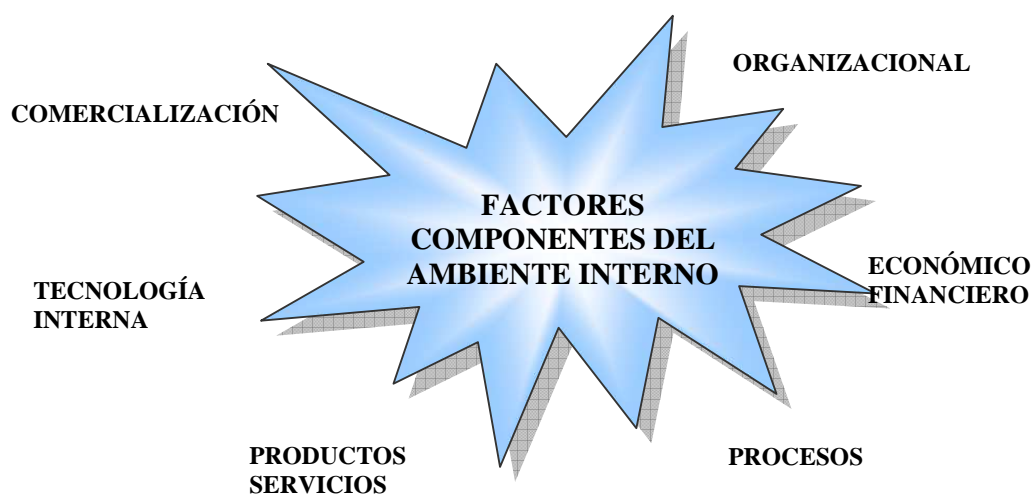 ORGANIZACIONAL
COMERCIALIZACIÓN
FACTORES
COMPONENTES DEL
AMBIENTE INTERNO
ECONÓMICO
FINANCIERO
TECNOLOGÍA
INTERNA
PRODUCTOS
SERVICIOS
PROCESOS